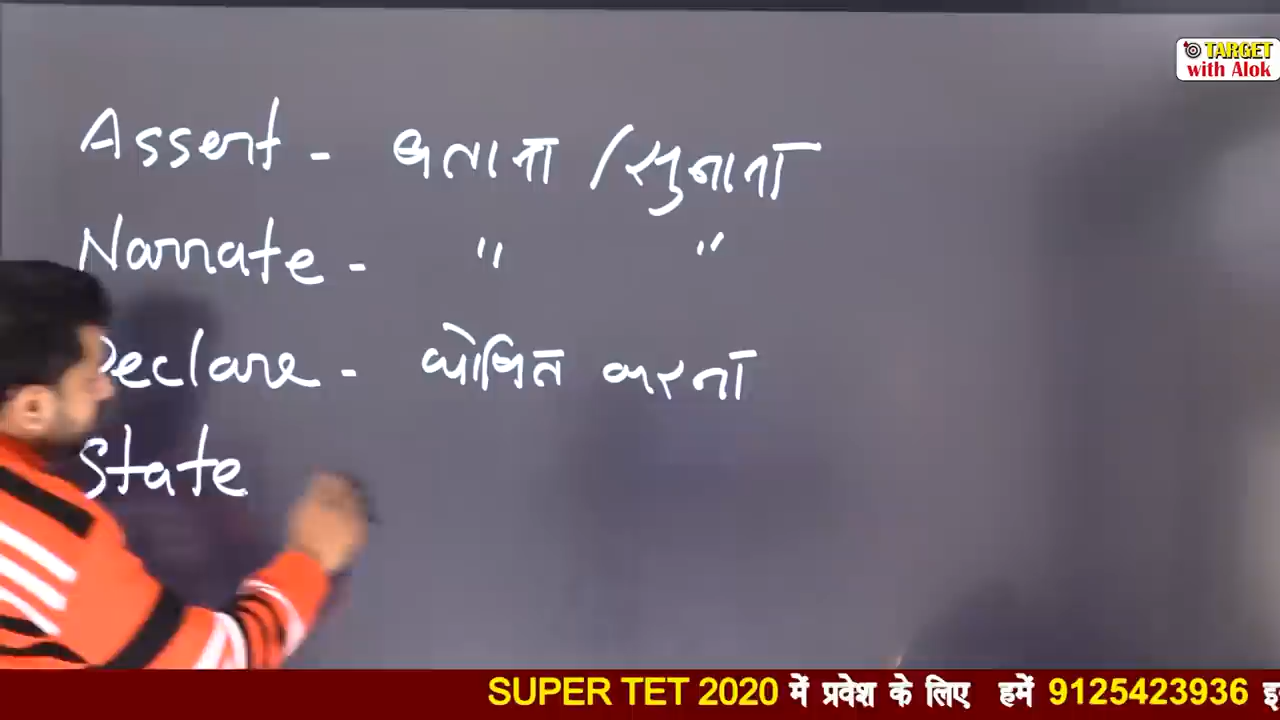 TARGET
with Alok
Assert - बताना / सुनाना
Narrate - " "
Declare - घोषित करना
State
SUPER TET 2020 में प्रवेश के लिए हमें 9125423936